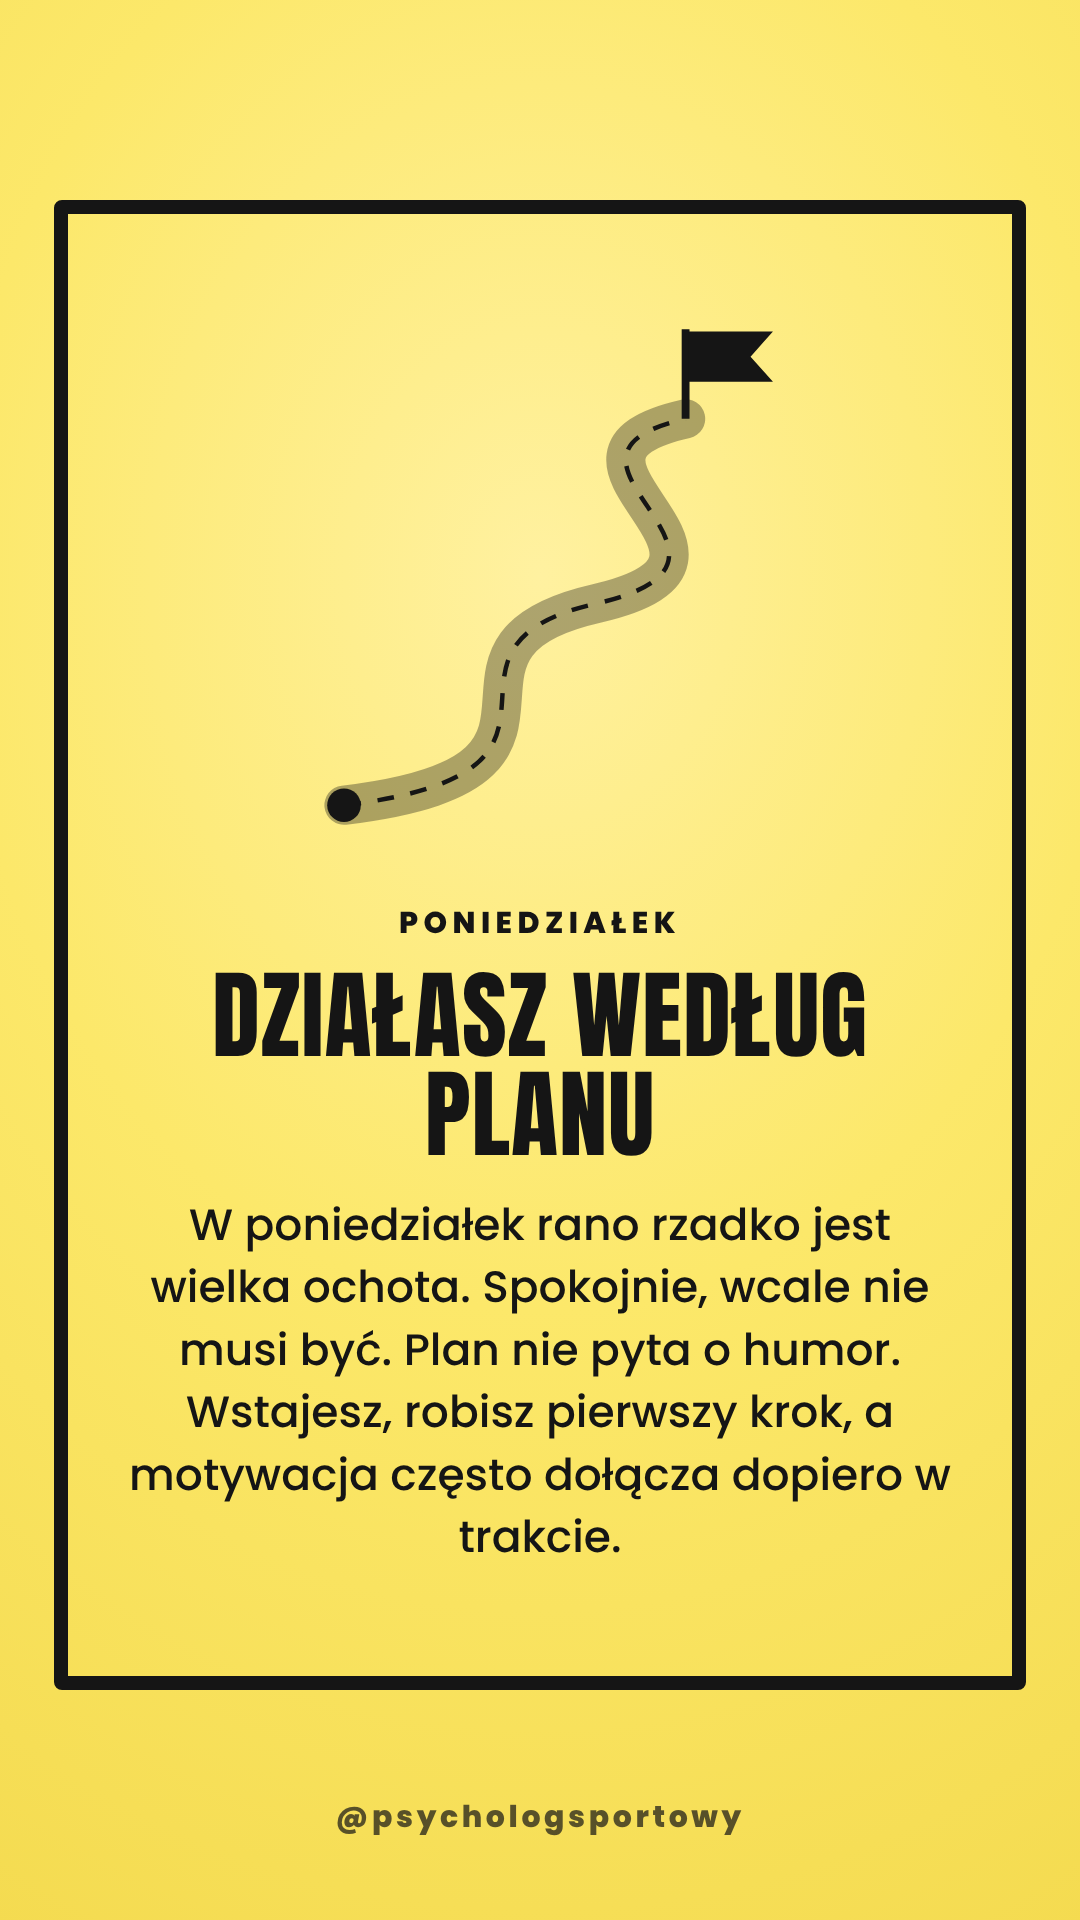 PONIEDZIAŁEK
DZIAŁASZ WEDŁUG
PLANU
W poniedziałek rano rzadko jest
wielka ochota. Spokojnie, wcale nie
musi być. Plan nie pyta o humor.
Wstajesz, robisz pierwszy krok, a
motywacja często dołącza dopiero w
trakcie.
@psychologsportowy